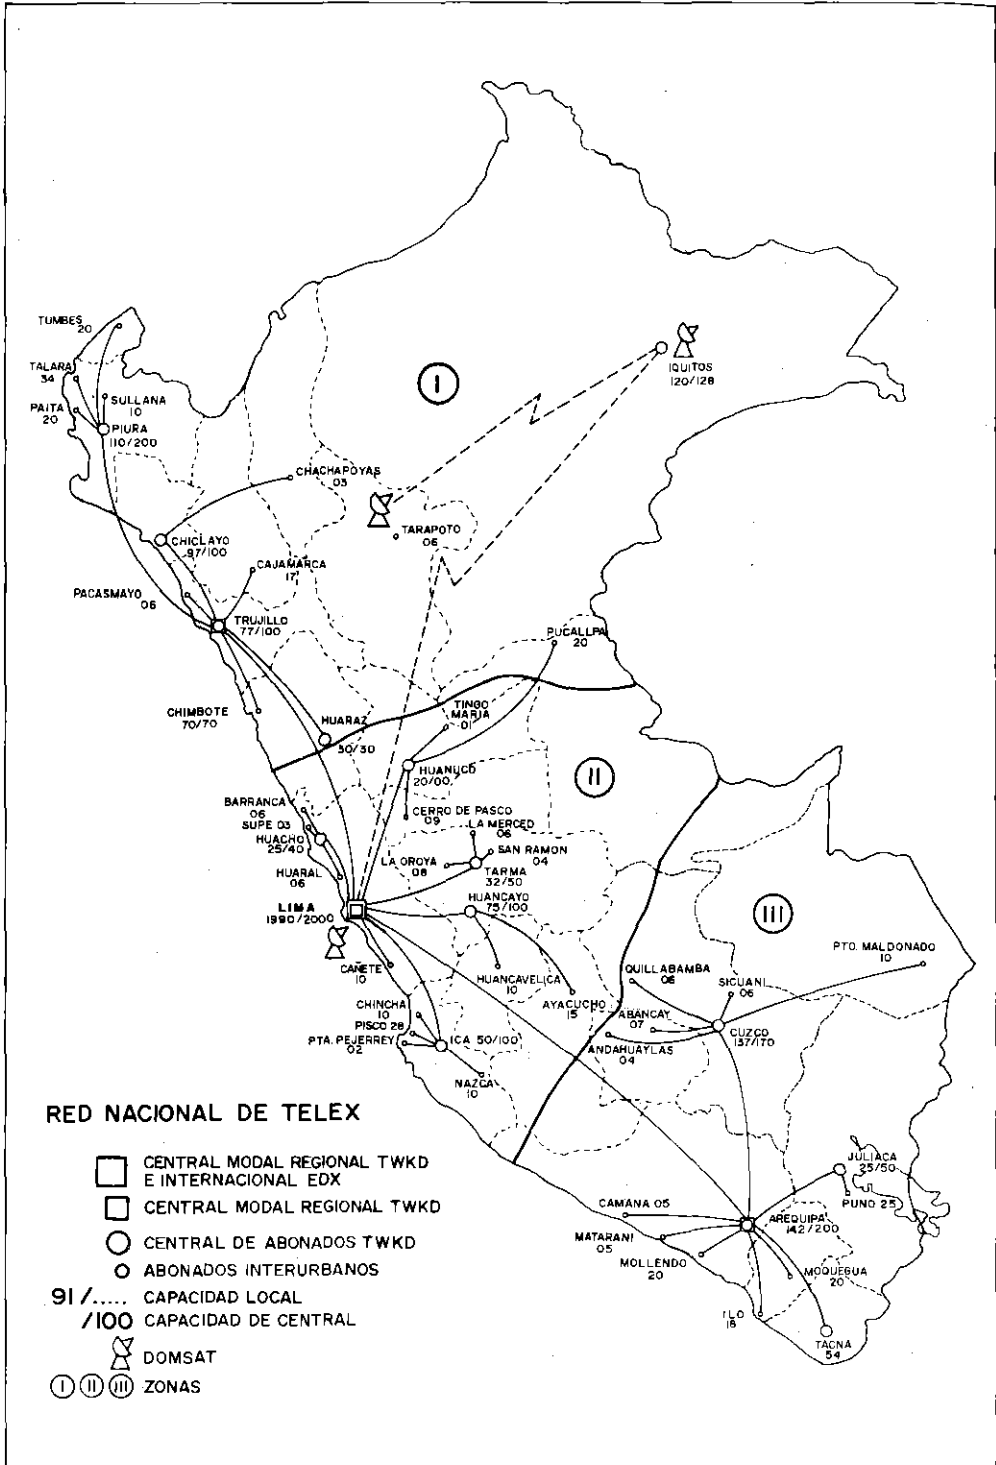 TUMBES
20
TALARA
34
SULLANA
10
PAITA
20
PIURA
110/200
I
IQUITOS
120/128
CHACHAPOYAS
03
TARAPOTO
06
CHICLAYO
97/100
CAJAMARCA
17
PACASMAYO
06
TRUJILLO
77/100
PUCALLPA
20
CHIMBOTE
70/70
HUARAZ
30/30
TINGO
MARIA
01
HUANUCO
20/00
II
BARRANCA
06
SUPE 03
HUACHO
25/40
CERRO DE PASCO
09
LA MERCED
06
SAN RAMON
04
LA OROYA
08
TARMA
32/50
HUARAL
06
LIMA
1990/2000
HUANCAYO
75/100
III
CAÑETE
10
HUANCAVELICA
10
AYACUCHO
15
QUILLABAMBA
06
SICUANI
06
PTO. MALDONADO
10
CHINCHA
10
PISCO 28
PTA. PEJERREY
02
ICA 50/100
ABANCAY
07
ANDAHUAYLAS
04
CUZCO
137/170
NAZCA
10
RED NACIONAL DE TELEX
CENTRAL MODAL REGIONAL TWKD
E INTERNACIONAL EDX
CENTRAL MODAL REGIONAL TWKD
CENTRAL DE ABONADOS TWKD
ABONADOS INTERURBANOS
91/..... CAPACIDAD LOCAL
/100 CAPACIDAD DE CENTRAL
DOMSAT
I II III ZONAS
JULIACA
25/50
PUNO 25
CAMANA 05
AREQUIPA
142/200
MATARANI
05
MOLLENDO
20
MOQUEGUA
20
ILO
16
TACNA
54